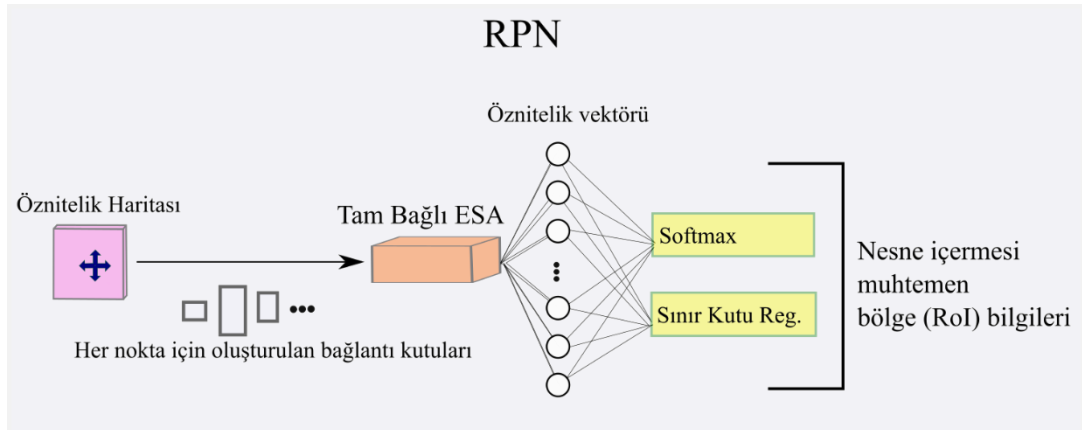 RPN
Öznitelik vektörü
Öznitelik Haritası
Tam Bağlı ESA
Softmax
Sınır Kutu Reg.
Nesne içermesi
muhtemen
bölge (RoI) bilgileri
Her nokta için oluşturulan bağlantı kutuları